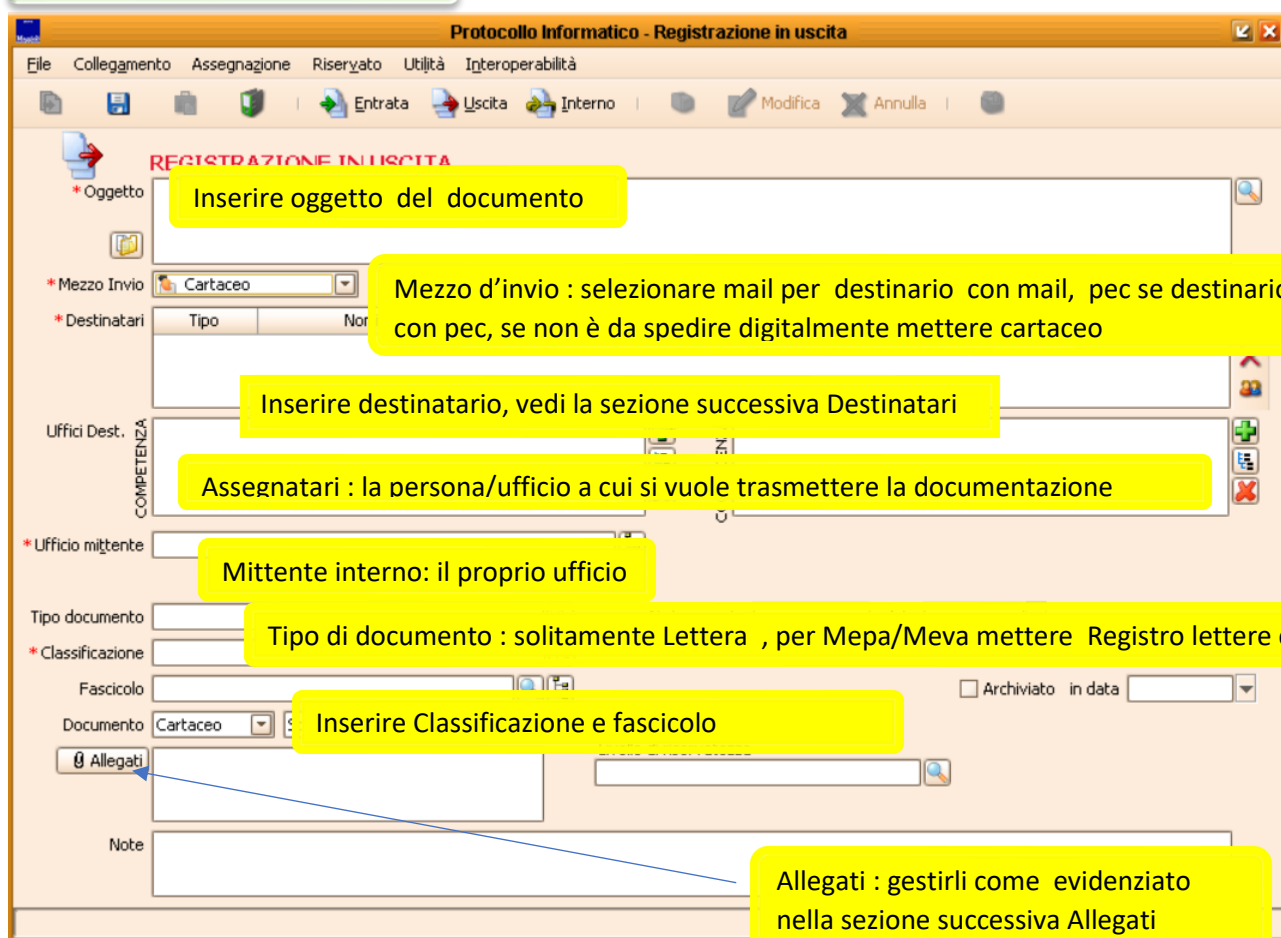 Protocollo Informatico - Registrazione in uscita
File Collegamento Assegnazione Riservato Utilità Interoperabilità
Entrata Uscita Interno Modifica Annulla
REGISTRAZIONE IN USCITA
* Oggetto
Inserire oggetto del documento
* Mezzo Invio Cartaceo
Mezzo d'invio : selezionare mail per destinario con mail, pec se destinario
con pec, se non è da spedire digitalmente mettere cartaceo
* Destinatari Tipo
Inserire destinatario, vedi la sezione successiva Destinatari
Uffici Dest.
COMPETENZA
Assegnatari : la persona/ufficio a cui si vuole trasmettere la documentazione
* Ufficio mittente
Mittente interno: il proprio ufficio
Tipo documento
Tipo di documento : solitamente Lettera , per Mepa/Meva mettere Registro lettere
* Classificazione
Fascicolo
Archiviato in data
Documento Cartaceo
Inserire Classificazione e fascicolo
Allegati
Note
Allegati : gestirli come evidenziato
nella sezione successiva Allegati